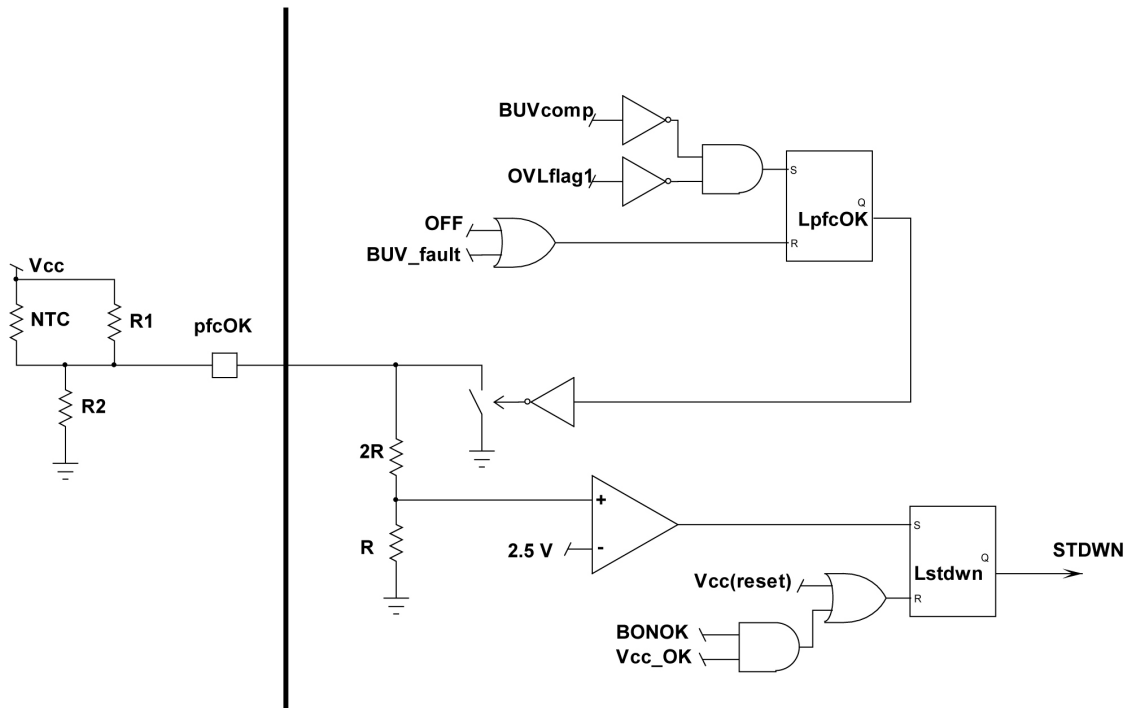 BUVcomp
OVLflag1
S
Q
LpfcOK
R
OFF
BUV_fault
Vcc
NTC
R1
pfcOK
R2
2R
+
R
2.5 V
-
S
Q
Lstdwn
R
STDWN
Vcc(reset)
BONOK
Vcc_OK